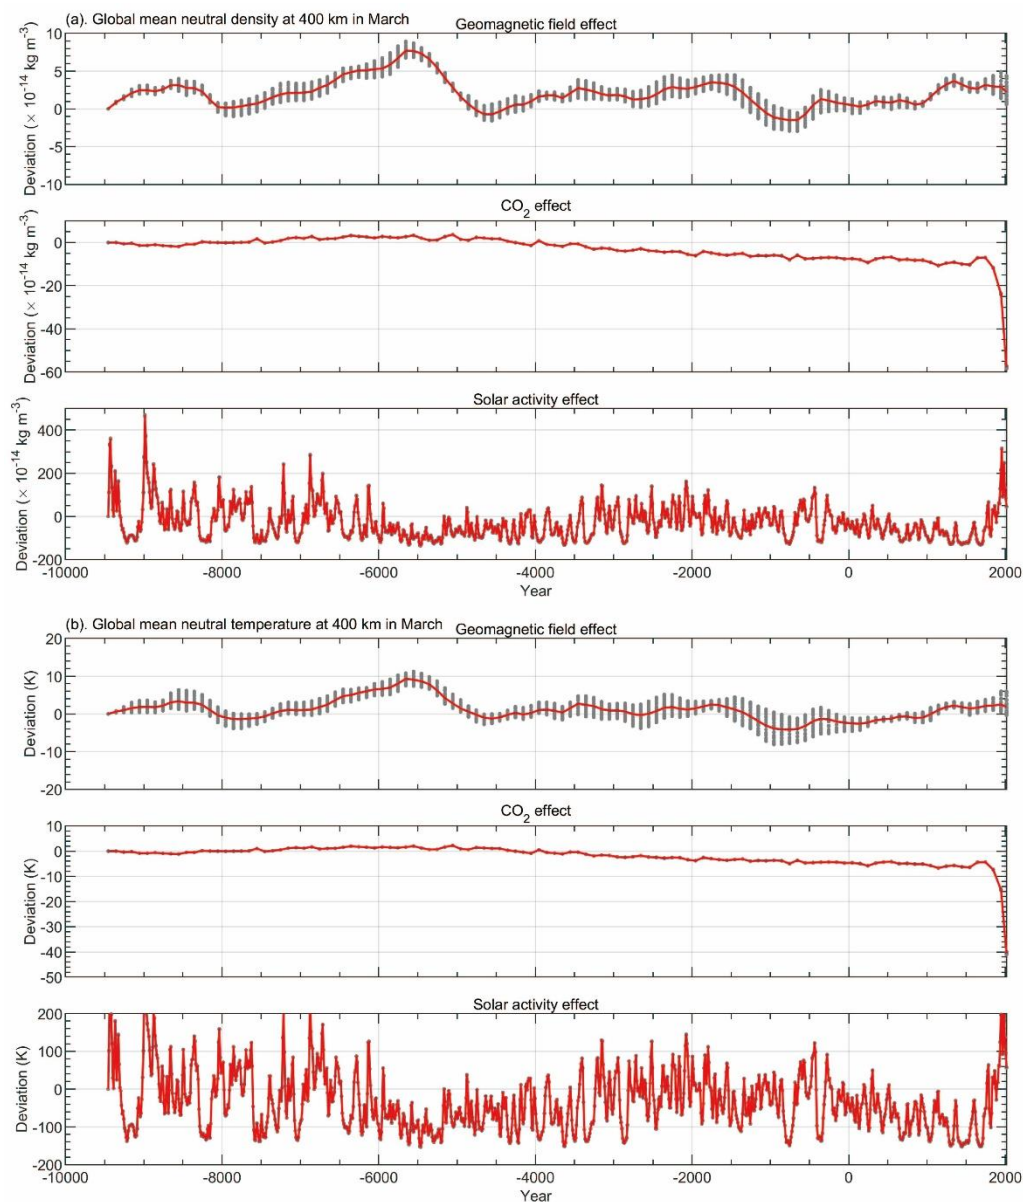 (a). Global mean neutral density at 400 km in March
Geomagnetic field effect
Deviation (× 10⁻¹⁴ kg m⁻³)
10
5
0
-5
-10
CO₂ effect
Deviation (× 10⁻¹⁴ kg m⁻³)
0
-20
-40
-60
Solar activity effect
Deviation (× 10⁻¹⁴ kg m⁻³)
400
200
0
-200
-10000 -8000 -6000 -4000 -2000 0 2000
Year
(b). Global mean neutral temperature at 400 km in March
Geomagnetic field effect
Deviation (K)
20
10
0
-10
-20
CO₂ effect
Deviation (K)
10
0
-10
-20
-30
-40
-50
Solar activity effect
Deviation (K)
200
100
0
-100
-200
-10000 -8000 -6000 -4000 -2000 0 2000
Year